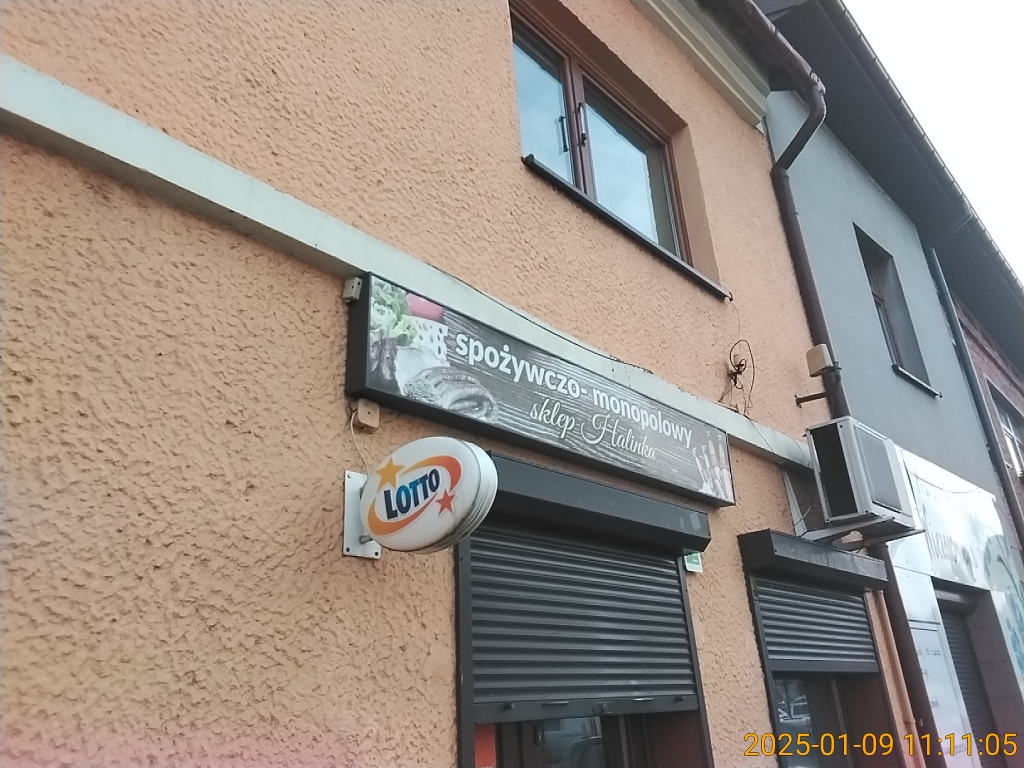 spożywczo- monopolowy
sklep Halinka
LOTTO
2025-01-09 11:11:05